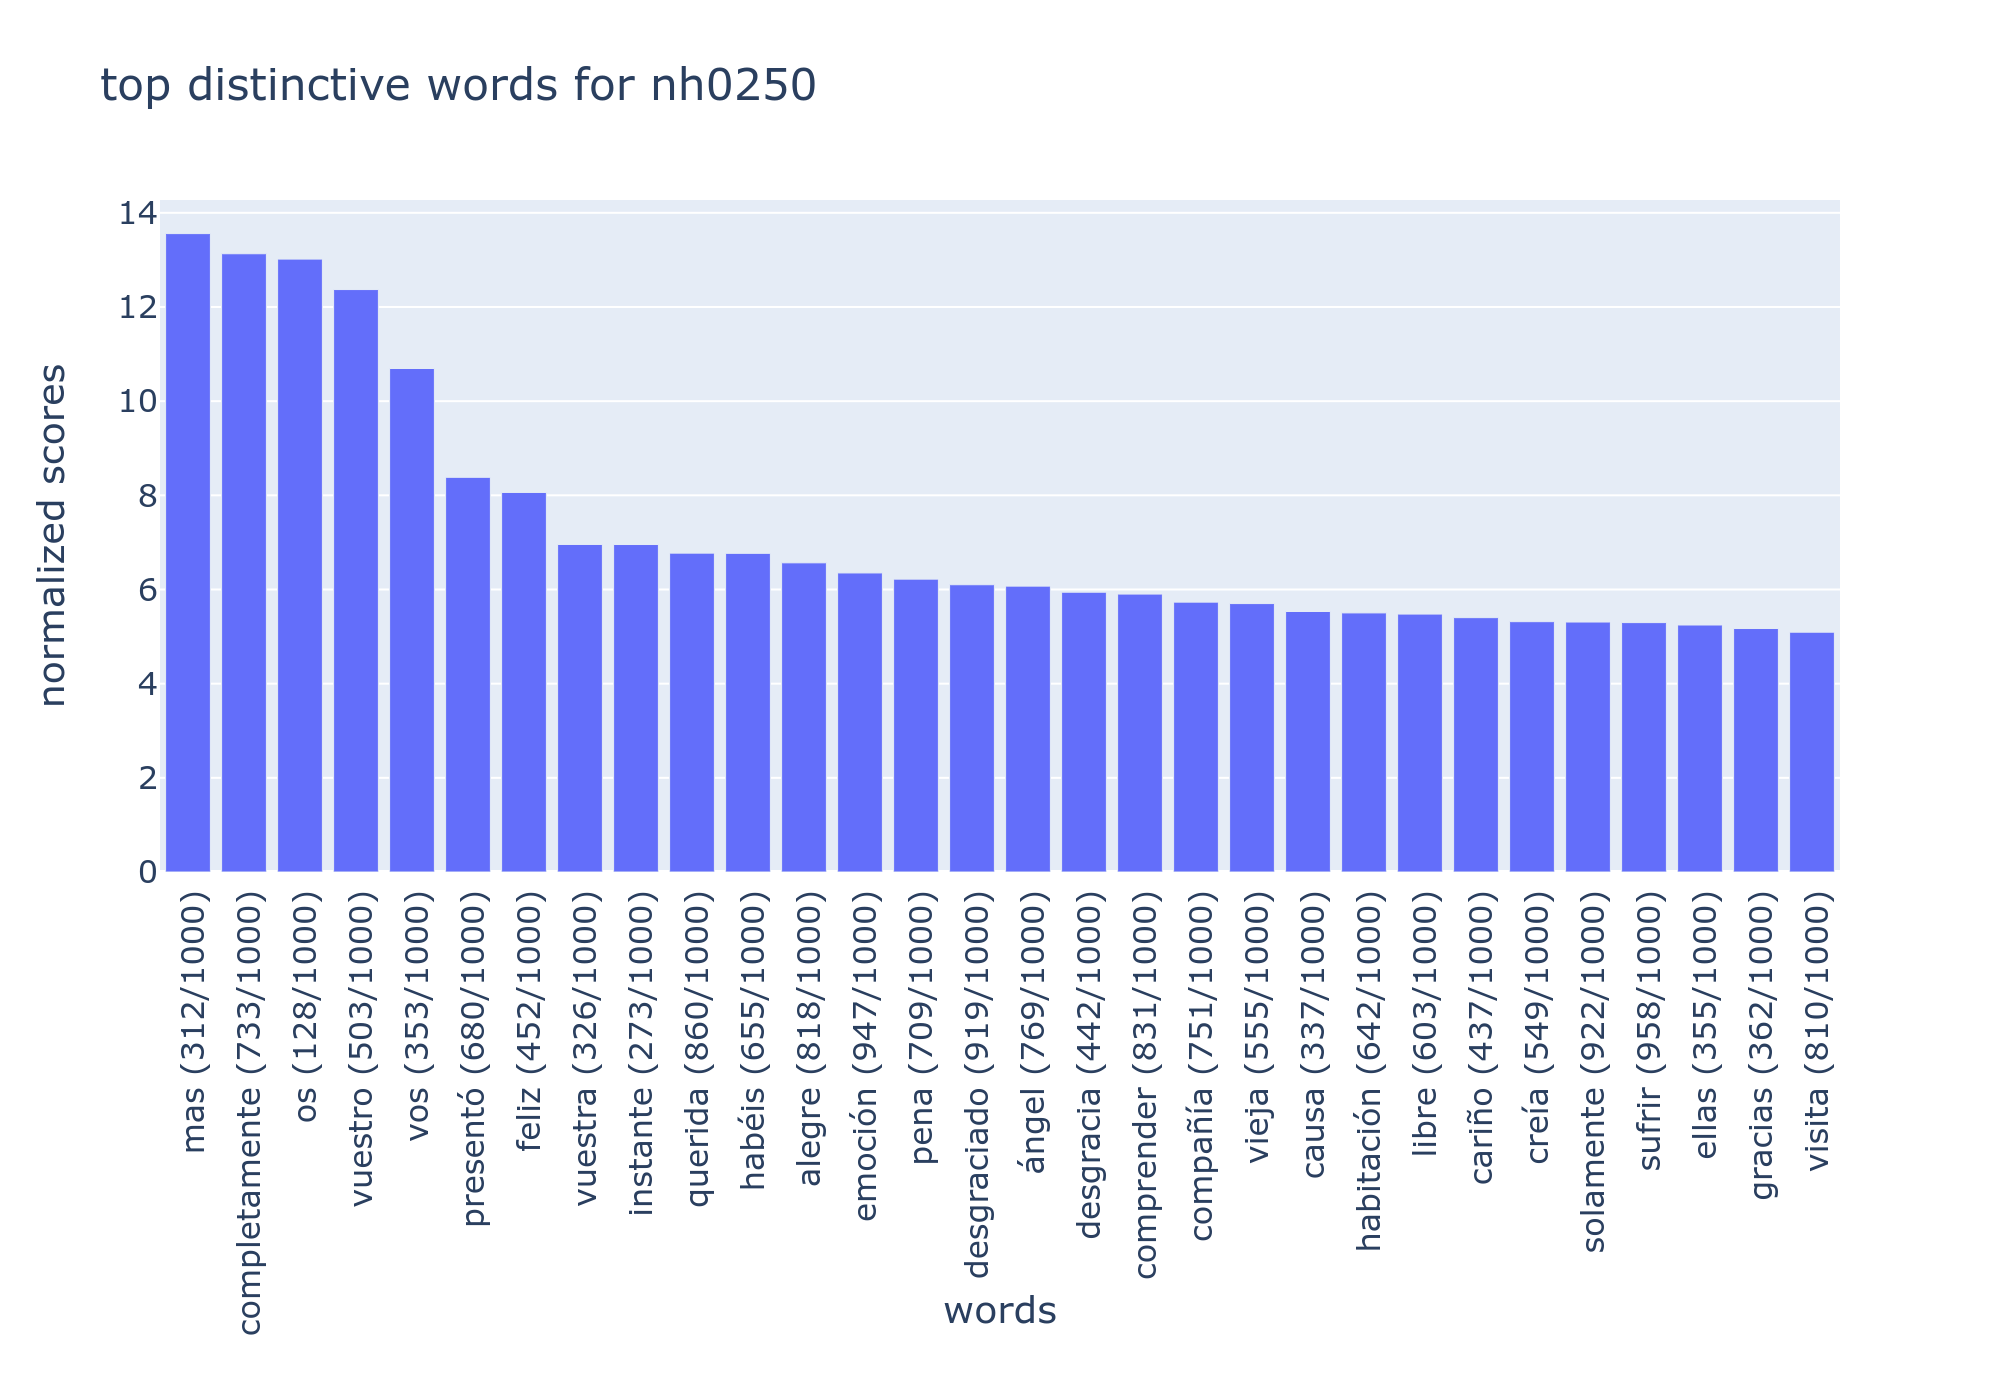 top distinctive words for nh0250
normalized scores
14
12
10
8
6
4
2
0
mas (312/1000)
completamente (733/1000)
os (128/1000)
vuestro (503/1000)
vos (353/1000)
presentó (680/1000)
feliz (452/1000)
vuestra (326/1000)
instante (273/1000)
querida (860/1000)
habéis (655/1000)
alegre (818/1000)
emoción (947/1000)
pena (709/1000)
desgraciado (919/1000)
ángel (769/1000)
desgracia (442/1000)
comprender (831/1000)
compañía (751/1000)
vieja (555/1000)
causa (337/1000)
habitación (642/1000)
libre (603/1000)
cariño (437/1000)
creía (549/1000)
solamente (922/1000)
sufrir (958/1000)
ellas (355/1000)
gracias (362/1000)
visita (810/1000)
words